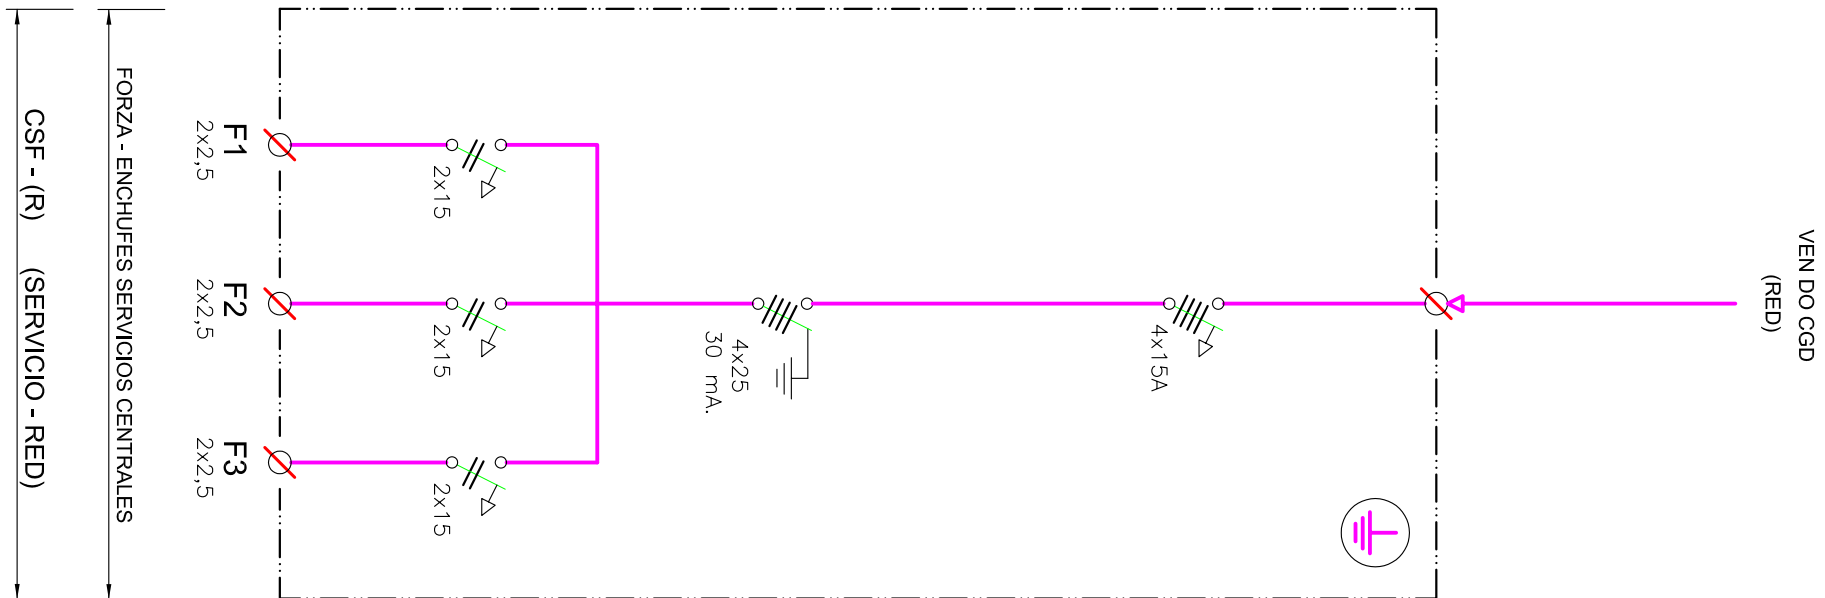 VEN DO CGD
(RED)
4x15A
4x25
30 mA.
2x15
2x15
2x15
F1
2x2,5
F2
2x2,5
F3
2x2,5
FORZA - ENCHUFES SERVICIOS CENTRALES
CSF - (R) (SERVICIO - RED)